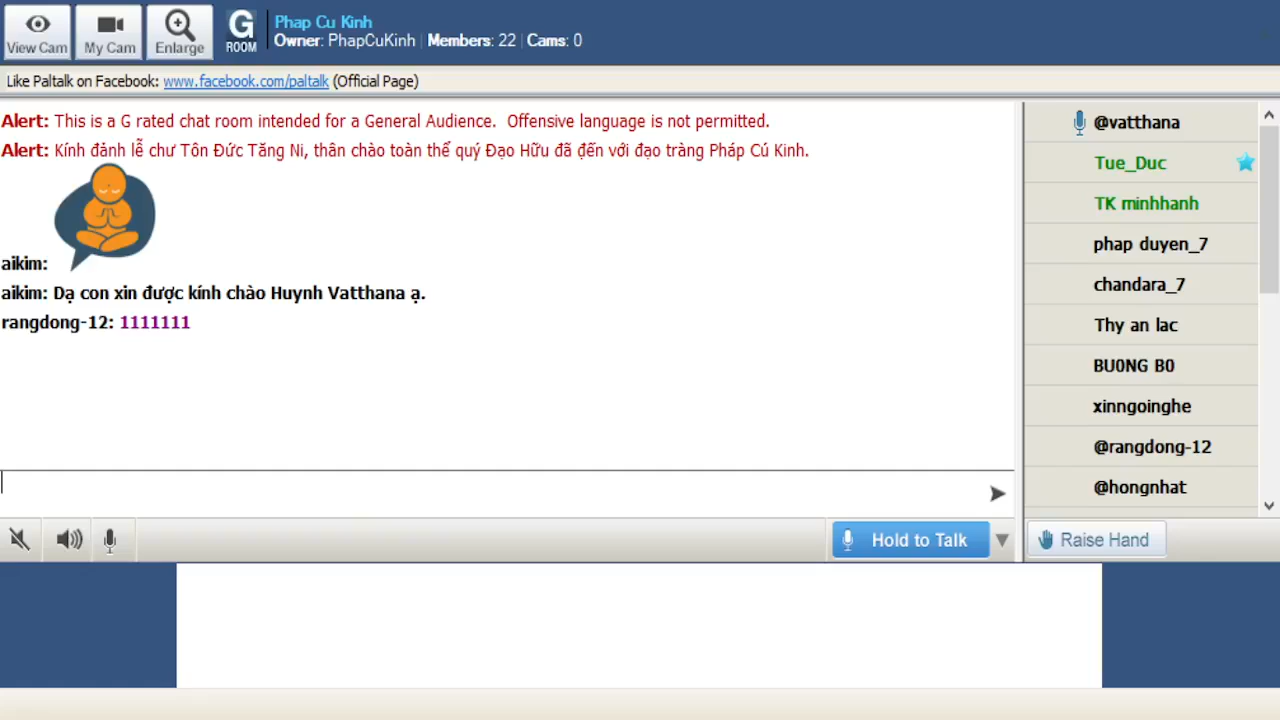 View Cam
My Cam
Enlarge
G
ROOM
Phap Cu Kinh
Owner: PhapCuKinh | Members: 22 | Cams: 0
Like Paltalk on Facebook: www.facebook.com/paltalk (Official Page)
Alert: This is a G rated chat room intended for a General Audience. Offensive language is not permitted.
Alert: Kính đảnh lễ chư Tôn Đức Tăng Ni, thân chào toàn thể quý Đạo Hữu đã đến với đạo tràng Pháp Cú Kinh.
aikim:
aikim: Dạ con xin được kính chào Huynh Vatthana ạ.
rangdong-12: 1111111
@vatthana
Tue_Duc
TK minhhanh
phap duyen_7
chandara_7
Thy an lac
BU0NG B0
xinngoinghe
@rangdong-12
@hongnhat
Hold to Talk
Raise Hand